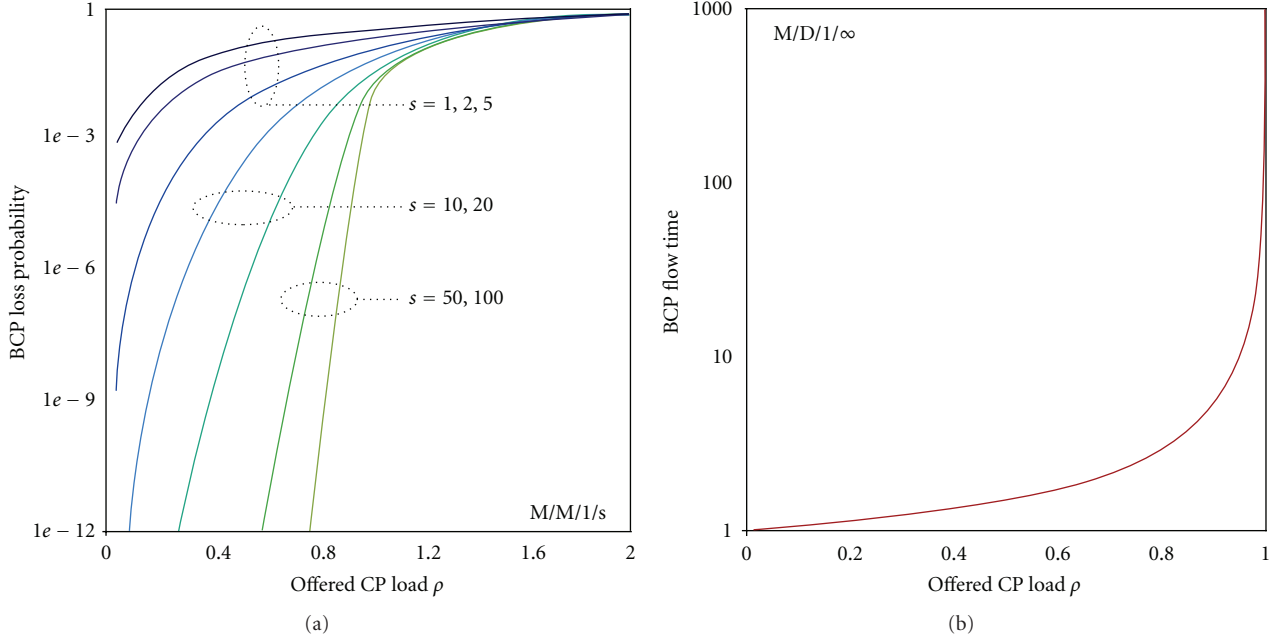 1
1e − 3
1e − 6
1e − 9
1e − 12
BCP loss probability
s = 1, 2, 5
s = 10, 20
s = 50, 100
M/M/1/s
0
0.4
0.8
1.2
1.6
2
Offered CP load ρ
(a)
1000
100
10
1
BCP flow time
M/D/1/∞
0
0.2
0.4
0.6
0.8
1
Offered CP load ρ
(b)